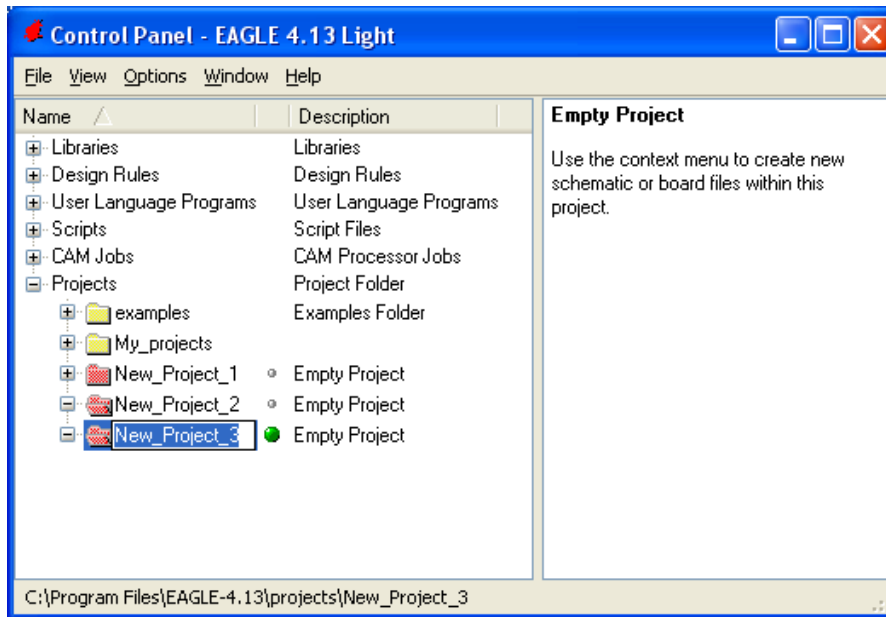 Control Panel - EAGLE 4.13 Light
File View Options Window Help
Name Description
Libraries Libraries
Design Rules Design Rules
User Language Programs User Language Programs
Scripts Script Files
CAM Jobs CAM Processor Jobs
Projects Project Folder
examples Examples Folder
My_projects
New_Project_1 Empty Project
New_Project_2 Empty Project
New_Project_3 Empty Project
Empty Project
Use the context menu to create new
schematic or board files within this
project.
C:\Program Files\EAGLE-4.13\projects\New_Project_3